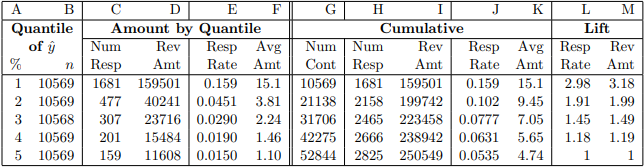 A B C D E F G H I J K L M
Quantile Amount by Quantile Cumulative Lift
of ŷ Num Rev Resp Avg Num Num Rev Resp Avg Resp Rev
% n Resp Amt Rate Amt Cont Resp Amt Rate Amt Rate Amt
1 10569 1681 159501 0.159 15.1 10569 1681 159501 0.159 15.1 2.98 3.18
2 10569 477 40241 0.0451 3.81 21138 2158 199742 0.102 9.45 1.91 1.99
3 10568 307 23716 0.0290 2.24 31706 2465 223458 0.0777 7.05 1.45 1.49
4 10569 201 15484 0.0190 1.46 42275 2666 238942 0.0631 5.65 1.18 1.19
5 10569 159 11608 0.0150 1.10 52844 2825 250549 0.0535 4.74 1 1